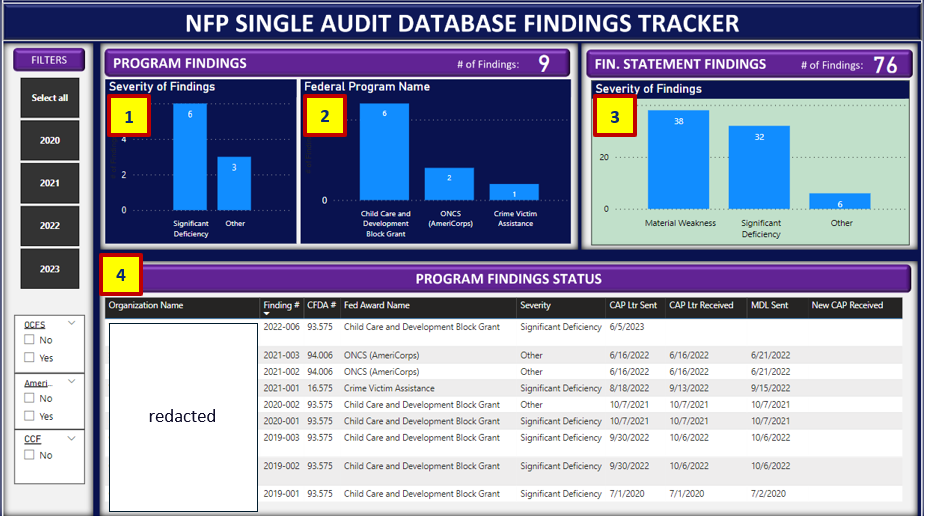 NFP SINGLE AUDIT DATABASE FINDINGS TRACKER
FILTERS
Select all
2020
2021
2022
2023
OCFS
No
Yes
Ameri...
No
Yes
CCF
No
PROGRAM FINDINGS # of Findings: 9
Severity of Findings
1
4
2
0
6
3
Significant
Deficiency
Other
Federal Program Name
2
0
6
2
1
Child Care and
Development
Block Grant
ONCS
(AmeriCorps)
Crime Victim
Assistance
FIN. STATEMENT FINDINGS # of Findings: 76
Severity of Findings
3
20
0
38
32
6
Material Weakness
Significant
Deficiency
Other
4
PROGRAM FINDINGS STATUS
Organization Name Finding # CFDA # Fed Award Name Severity CAP Ltr Sent CAP Ltr Received MDL Sent New CAP Received
redacted
2022-006 93.575 Child Care and Development Block Grant Significant Deficiency 6/5/2023
2021-003 94.006 ONCS (AmeriCorps) Other 6/16/2022 6/16/2022 6/21/2022
2021-002 94.006 ONCS (AmeriCorps) Other 6/16/2022 6/16/2022 6/21/2022
2021-001 16.575 Crime Victim Assistance Significant Deficiency 8/18/2022 9/13/2022 9/15/2022
2020-002 93.575 Child Care and Development Block Grant Other 10/7/2021 10/7/2021 10/7/2021
2020-001 93.575 Child Care and Development Block Grant Significant Deficiency 10/7/2021 10/7/2021 10/7/2021
2019-003 93.575 Child Care and Development Block Grant Significant Deficiency 9/30/2022 10/6/2022 10/6/2022
2019-002 93.575 Child Care and Development Block Grant Significant Deficiency 9/30/2022 10/6/2022 10/6/2022
2019-001 93.575 Child Care and Development Block Grant Significant Deficiency 7/1/2020 7/1/2020 7/2/2020